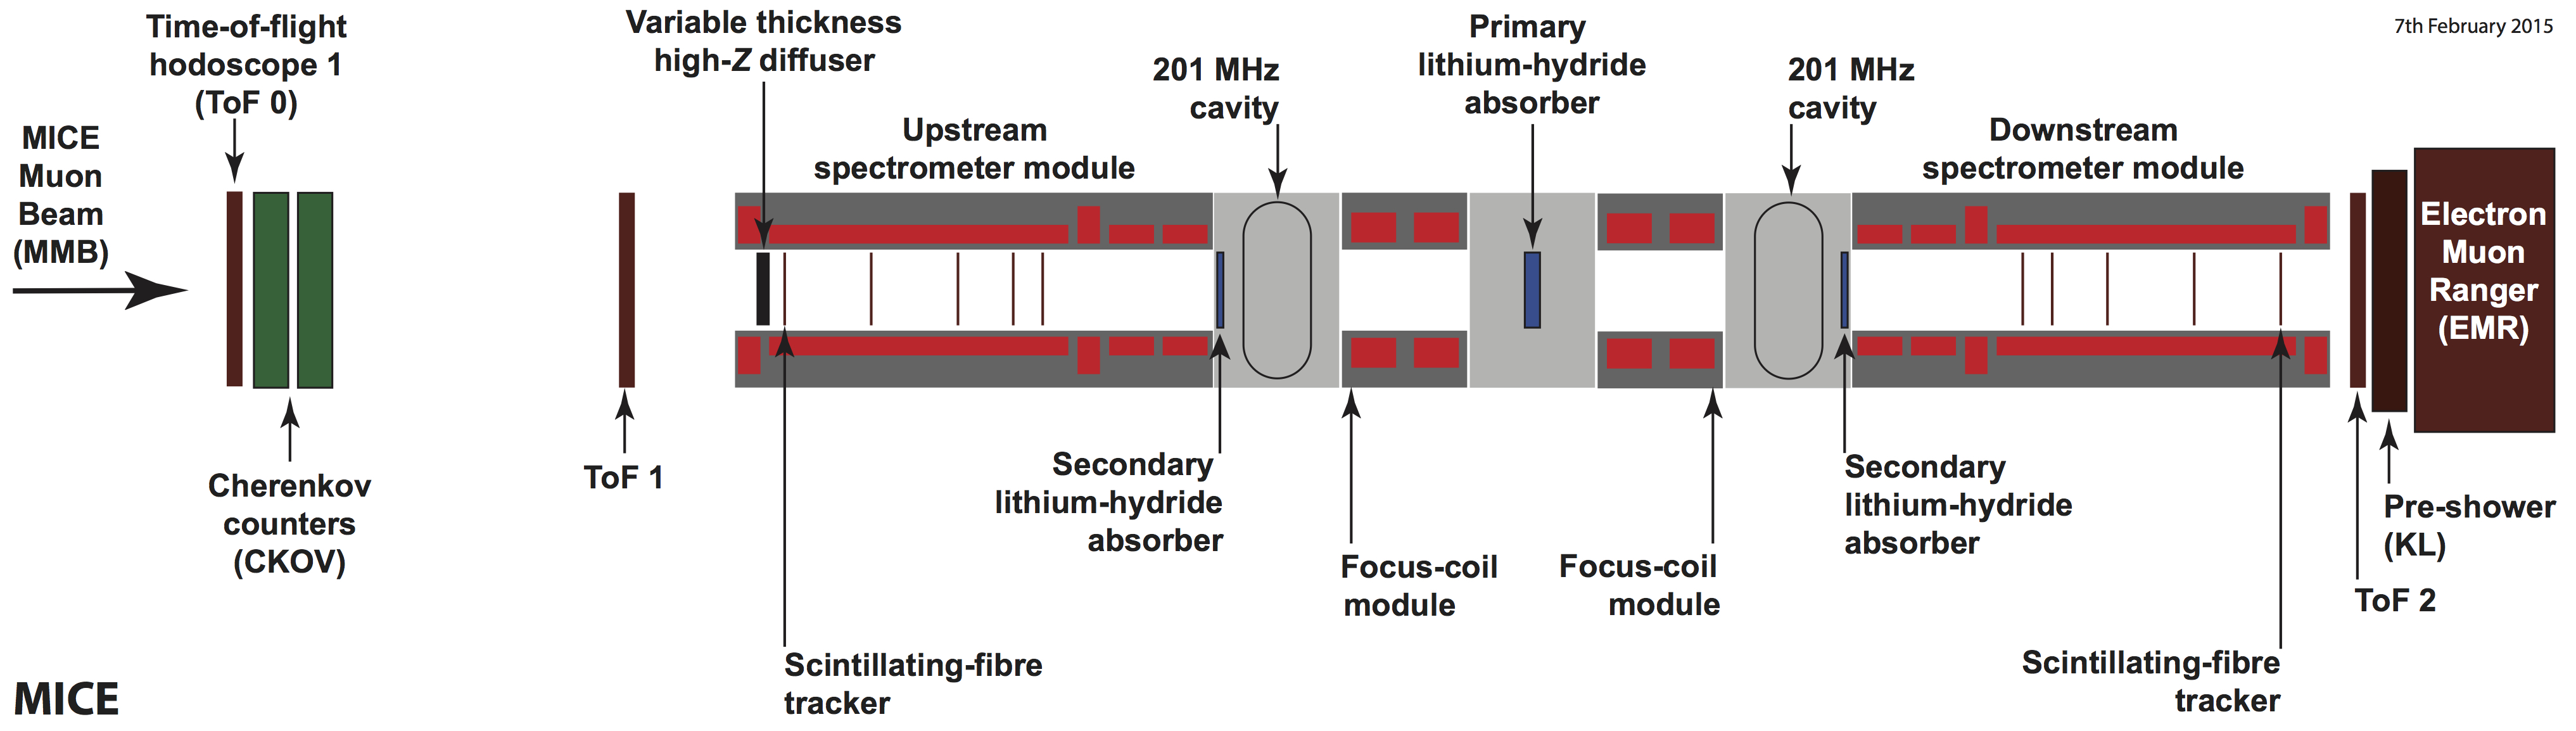 7th February 2015
Time-of-flight
hodoscope 1
(ToF 0)
MICE
Muon
Beam
(MMB)
Cherenkov
counters
(CKOV)
ToF 1
Variable thickness
high-Z diffuser
Upstream
spectrometer module
201 MHz
cavity
Primary
lithium-hydride
absorber
201 MHz
cavity
Downstream
spectrometer module
Electron
Muon
Ranger
(EMR)
Secondary
lithium-hydride
absorber
Focus-coil
module
Focus-coil
module
Secondary
lithium-hydride
absorber
Pre-shower
(KL)
ToF 2
Scintillating-fibre
tracker
Scintillating-fibre
tracker
MICE